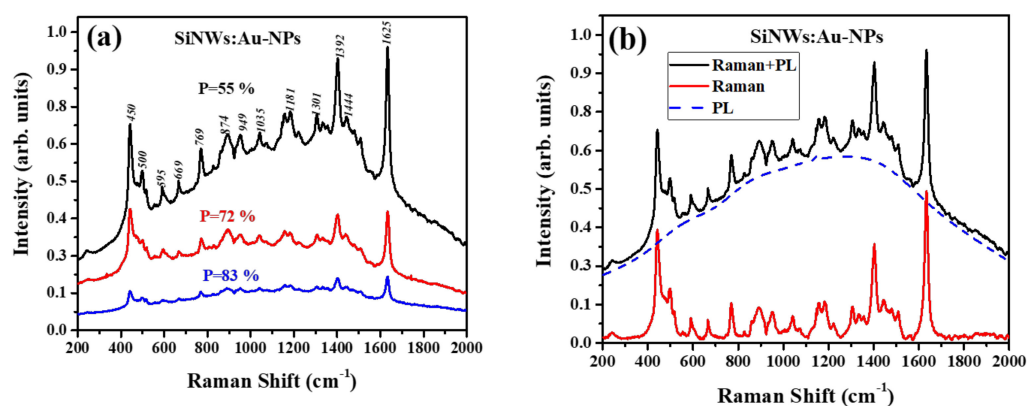 (a)
SiNWs:Au-NPs
P=55 %
P=72 %
P=83 %
450
500
595
669
769
874
949
1035
1181
1301
1392
1444
1625
1.0
0.9
0.8
0.7
0.6
0.5
0.4
0.3
0.2
0.1
0.0
Intensity (arb. units)
200 400 600 800 1000 1200 1400 1600 1800 2000
Raman Shift (cm-1)
(b)
SiNWs:Au-NPs
Raman+PL
Raman
PL
1.0
0.9
0.8
0.7
0.6
0.5
0.4
0.3
0.2
0.1
0.0
Intensity (arb. units)
200 400 600 800 1000 1200 1400 1600 1800 2000
Raman Shift (cm-1)